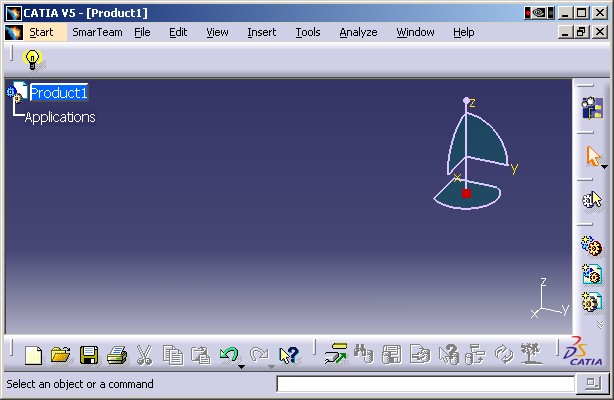 CATIA V5 - [Product1]
Start SmarTeam File Edit View Insert Tools Analyze Window Help
Product1
Applications
z
y
x
z
y
x
CATIA
Select an object or a command